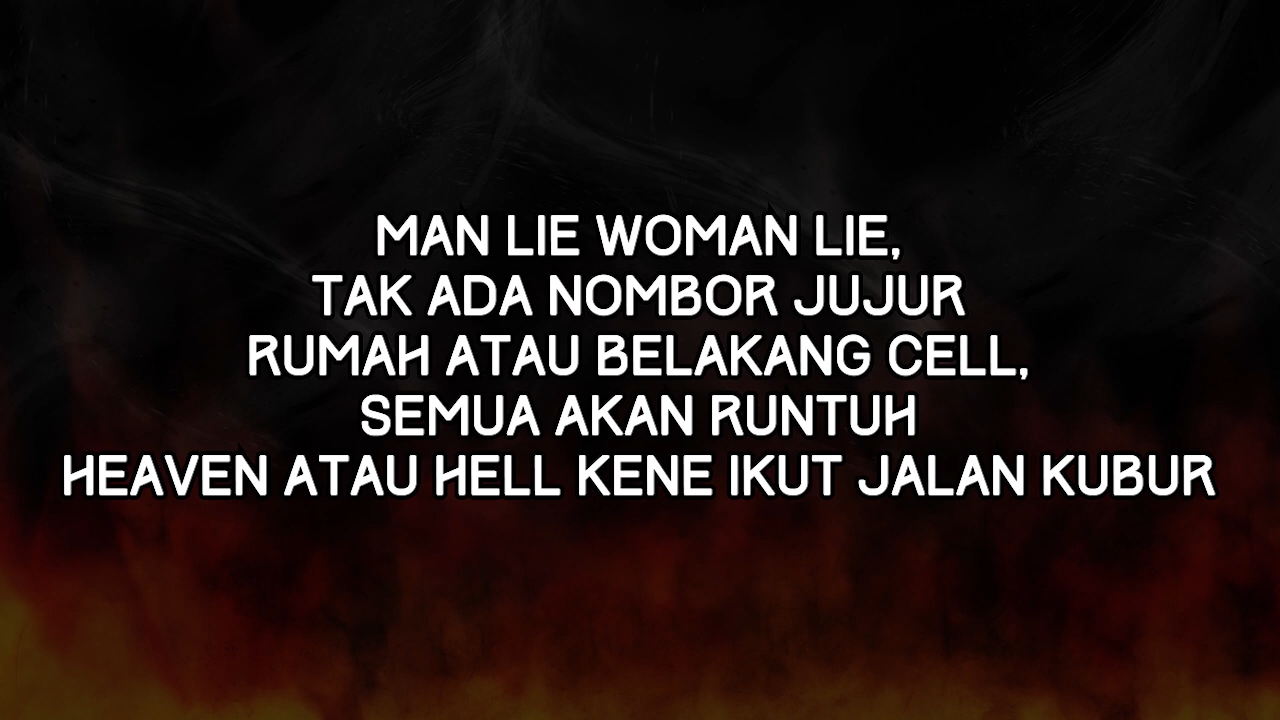 MAN LIE WOMAN LIE,
TAK ADA NOMBOR JUJUR
RUMAH ATAU BELAKANG CELL,
SEMUA AKAN RUNTUH
HEAVEN ATAU HELL KENE IKUT JALAN KUBUR